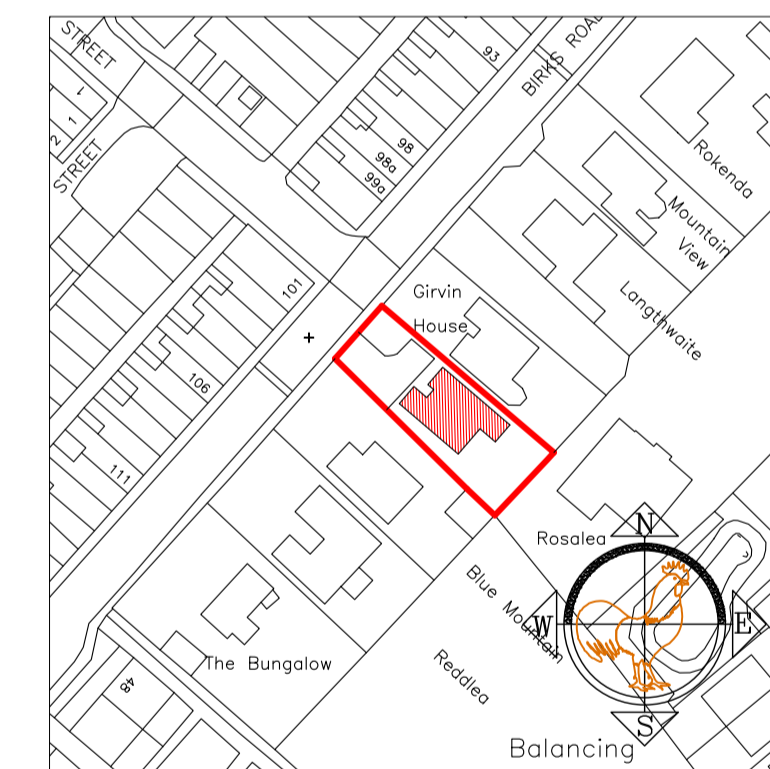 STREET
93
BIRKS ROAD
1
1
2
STREET
98
98a
99a
Rokenda
Mountain
View
Langthwaite
Girvin
House
101
106
111
Rosalea
Blue Mountain
Reddlea
The Bungalow
48
N
W
E
S
Balancing